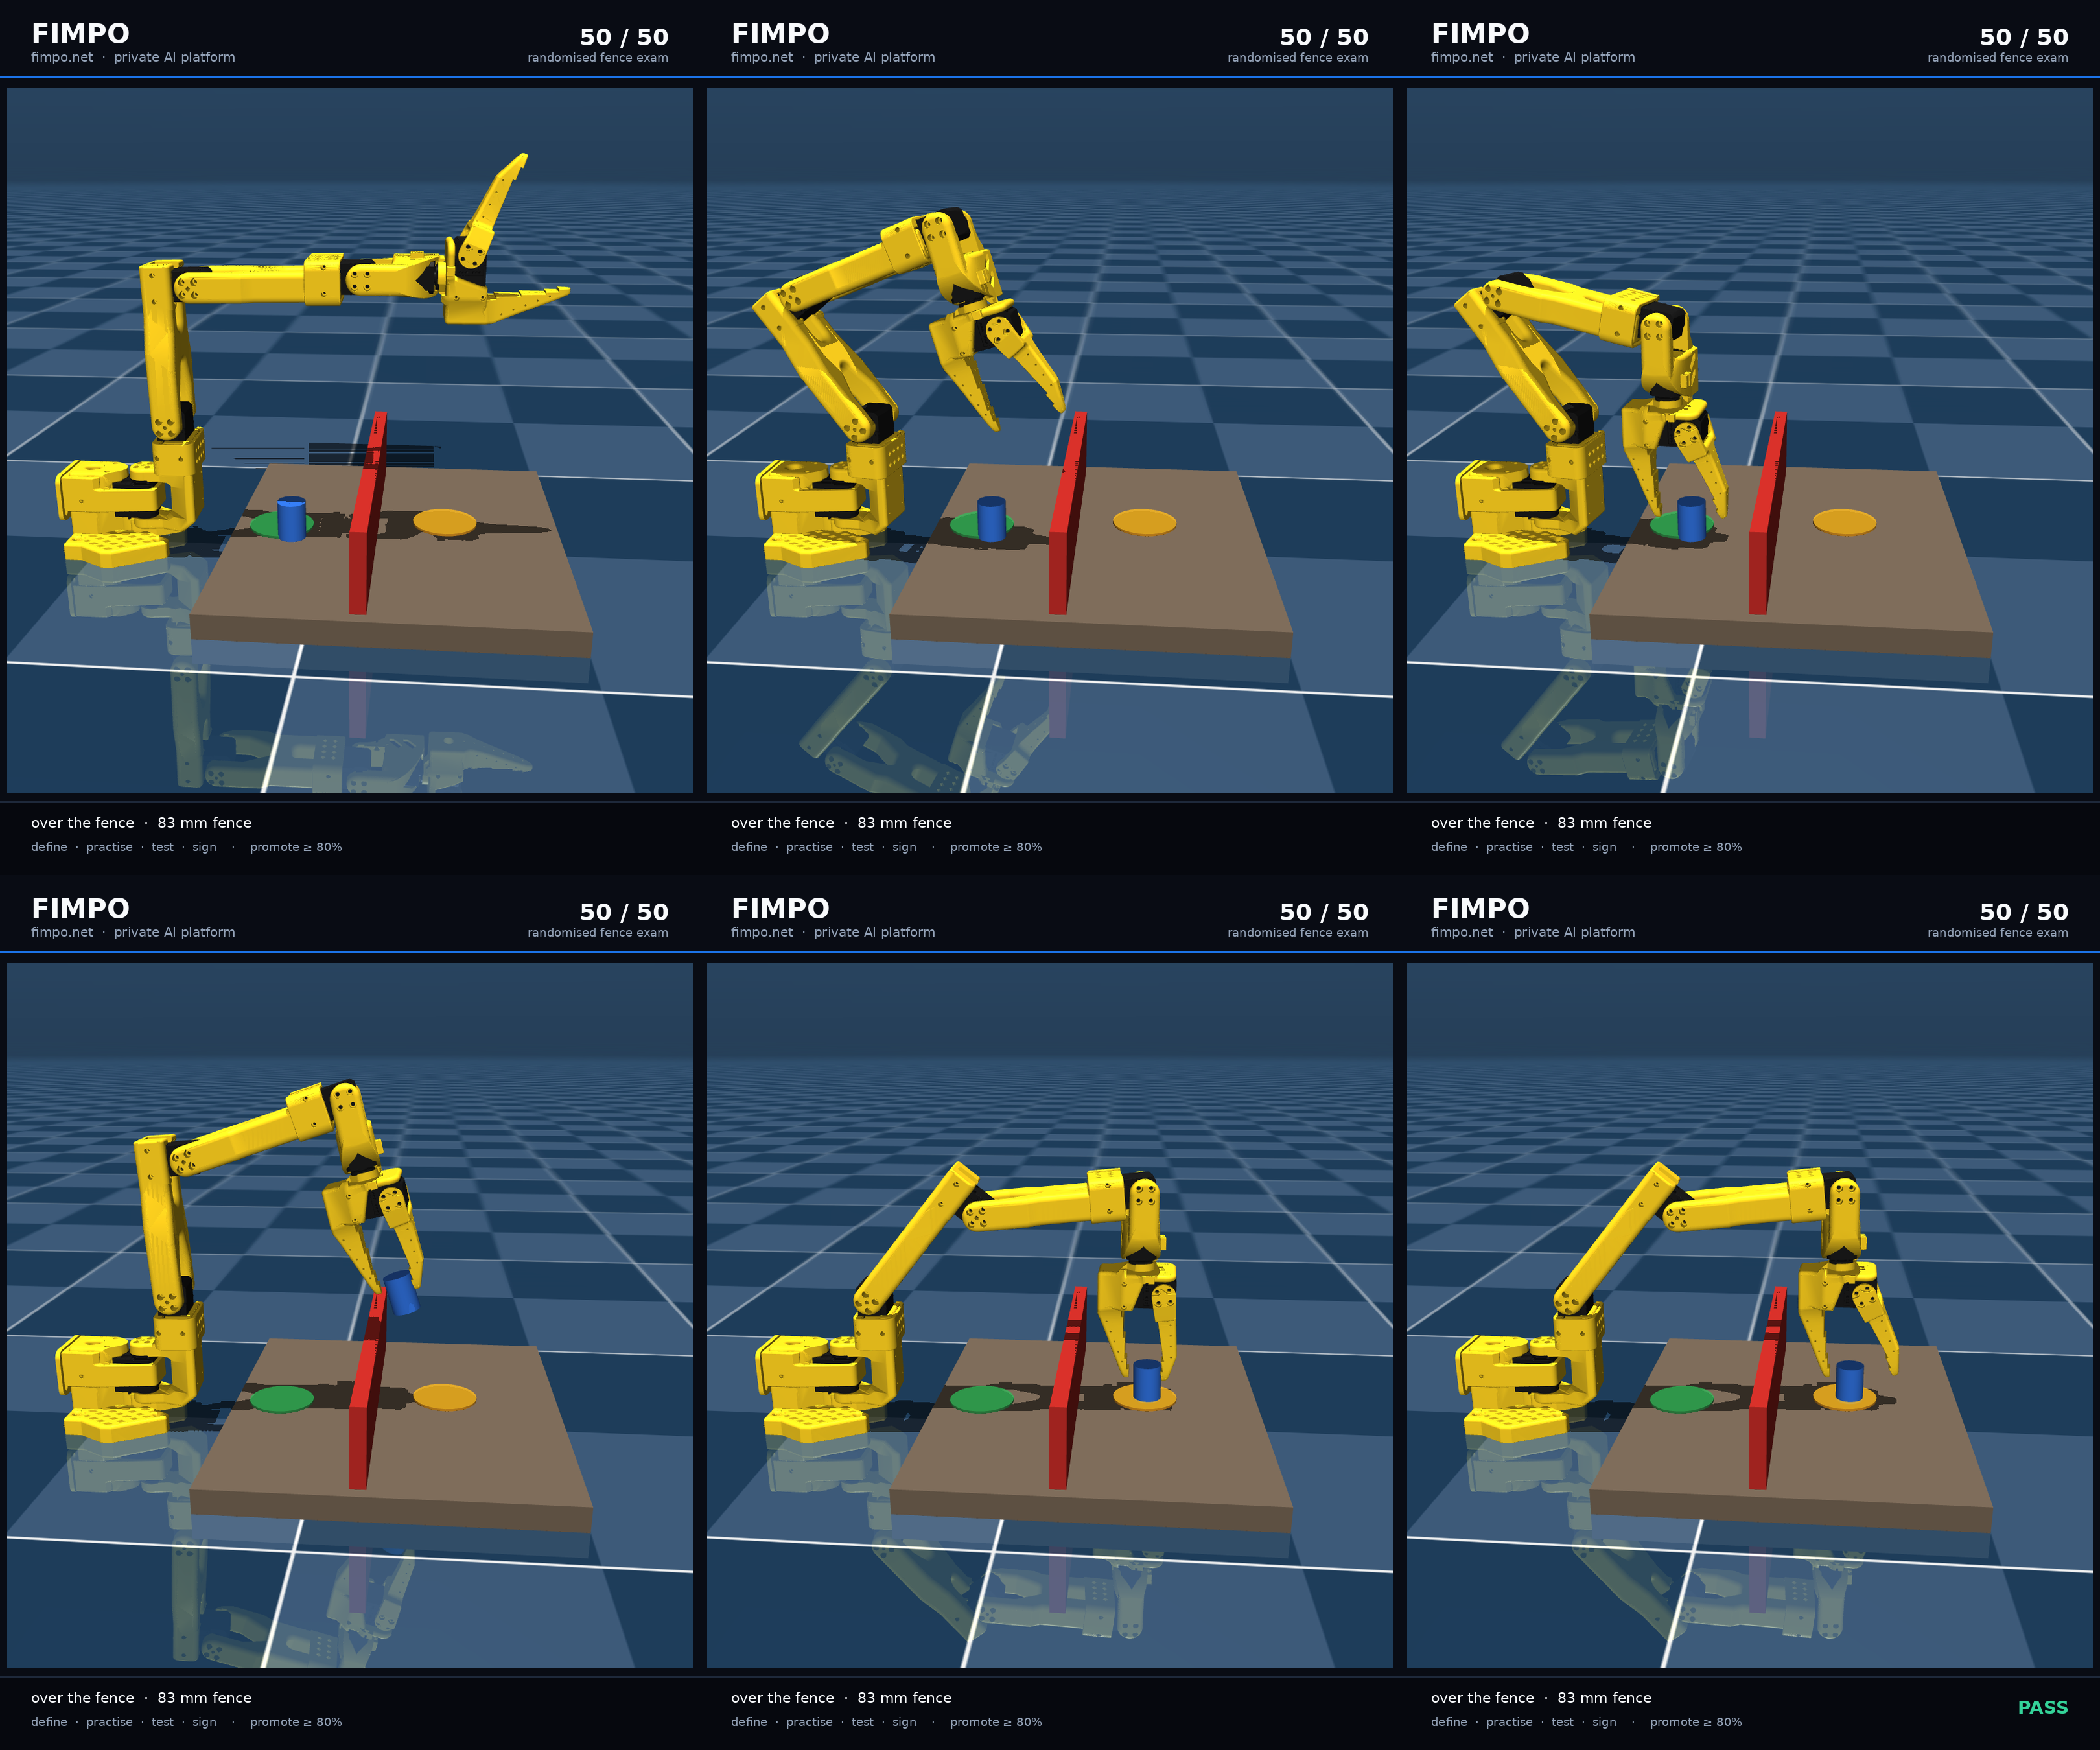 FIMPO
50 / 50
fimpo.net · private AI platform
randomised fence exam
over the fence · 83 mm fence
define · practise · test · sign · promote ≥ 80%
FIMPO
50 / 50
fimpo.net · private AI platform
randomised fence exam
over the fence · 83 mm fence
define · practise · test · sign · promote ≥ 80%
FIMPO
50 / 50
fimpo.net · private AI platform
randomised fence exam
over the fence · 83 mm fence
define · practise · test · sign · promote ≥ 80%
FIMPO
50 / 50
fimpo.net · private AI platform
randomised fence exam
over the fence · 83 mm fence
define · practise · test · sign · promote ≥ 80%
FIMPO
50 / 50
fimpo.net · private AI platform
randomised fence exam
over the fence · 83 mm fence
define · practise · test · sign · promote ≥ 80%
FIMPO
50 / 50
fimpo.net · private AI platform
randomised fence exam
over the fence · 83 mm fence
define · practise · test · sign · promote ≥ 80%
PASS